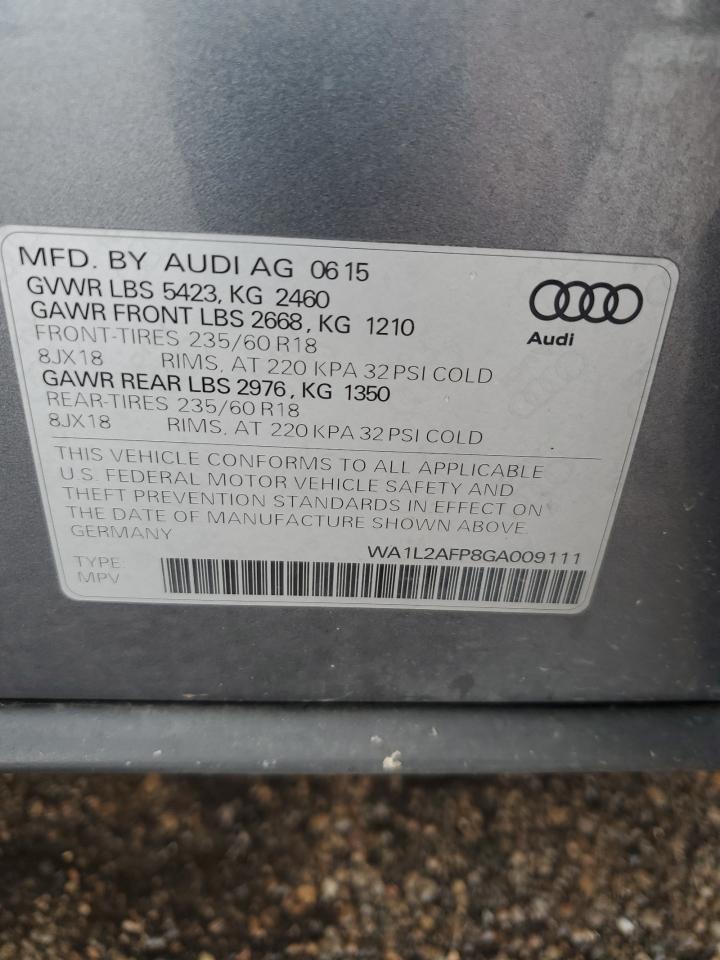 MFD. BY AUDI AG 0615
GVWR LBS 5423, KG 2460
GAWR FRONT LBS 2668, KG 1210
FRONT-TIRES 235/60 R18
8JX18 RIMS, AT 220 KPA 32 PSI COLD
GAWR REAR LBS 2976, KG 1350
REAR-TIRES 235/60 R18
8JX18 RIMS, AT 220 KPA 32 PSI COLD
Audi
THIS VEHICLE CONFORMS TO ALL APPLICABLE
U.S. FEDERAL MOTOR VEHICLE SAFETY AND
THEFT PREVENTION STANDARDS IN EFFECT ON
THE DATE OF MANUFACTURE SHOWN ABOVE.
GERMANY
WA1L2AFP8GA009111
TYPE:
MPV